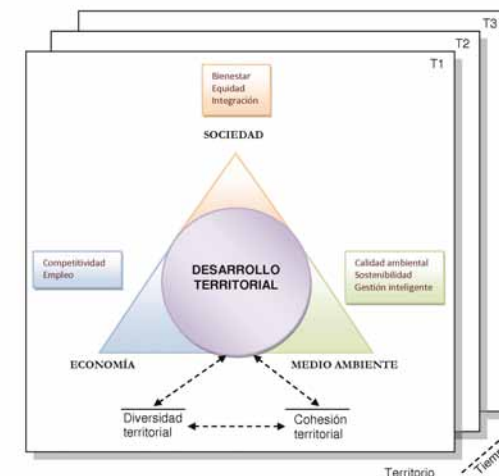 T3
T2
T1
Bienestar
Equidad
Integración
SOCIEDAD
Competitividad
Empleo
Calidad ambiental
Sostenibilidad
Gestión inteligente
DESARROLLO
TERRITORIAL
ECONOMÍA
MEDIO AMBIENTE
Diversidad
territorial
Cohesión
territorial
Territorio